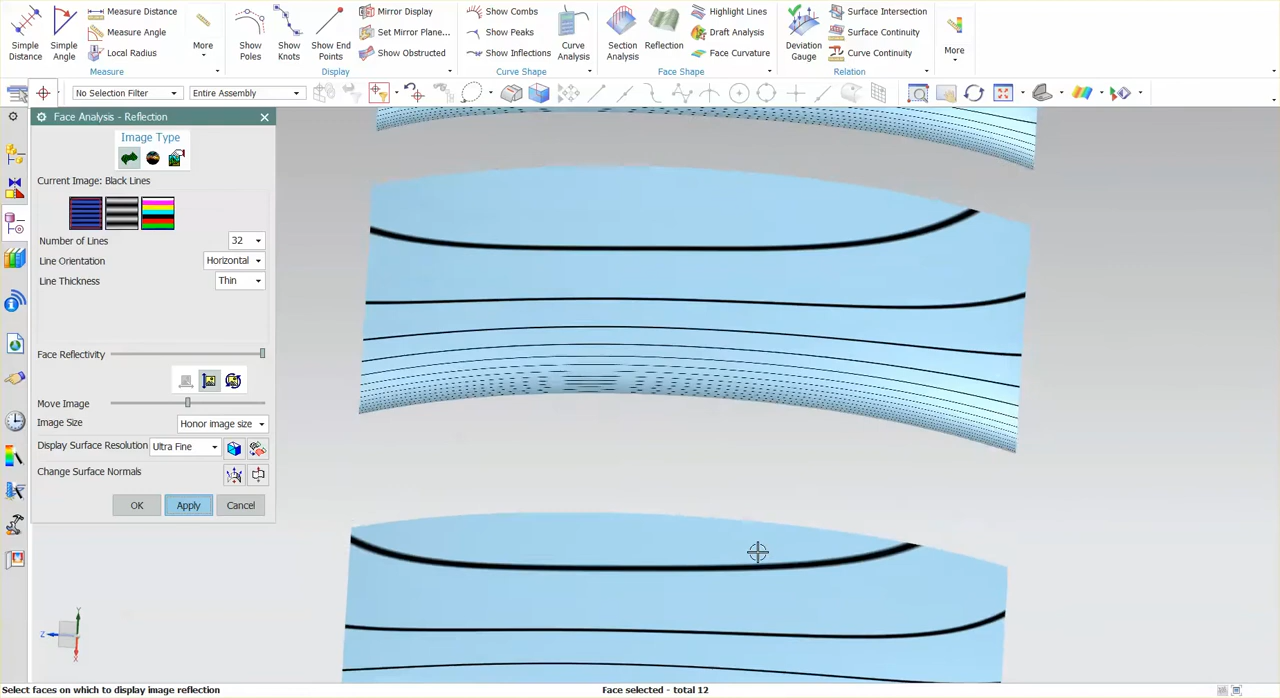 Simple Distance
Simple Angle
Measure Distance
Measure Angle
Local Radius
More
Measure
Show Poles
Show Knots
Show End Points
Mirror Display
Set Mirror Plane...
Show Obstructed
Display
Show Combs
Show Peaks
Show Inflections
Curve Analysis
Curve Shape
Section Analysis
Reflection
Highlight Lines
Draft Analysis
Face Curvature
Face Shape
Deviation Gauge
Surface Intersection
Surface Continuity
Curve Continuity
Relation
More
No Selection Filter
Entire Assembly
Face Analysis - Reflection
Image Type
Current Image: Black Lines
Number of Lines 32
Line Orientation Horizontal
Line Thickness Thin
Face Reflectivity
Move Image
Image Size Honor image size
Display Surface Resolution Ultra Fine
Change Surface Normals
OK Apply Cancel
Y
Z
X
Select faces on which to display image reflection
Face selected - total 12